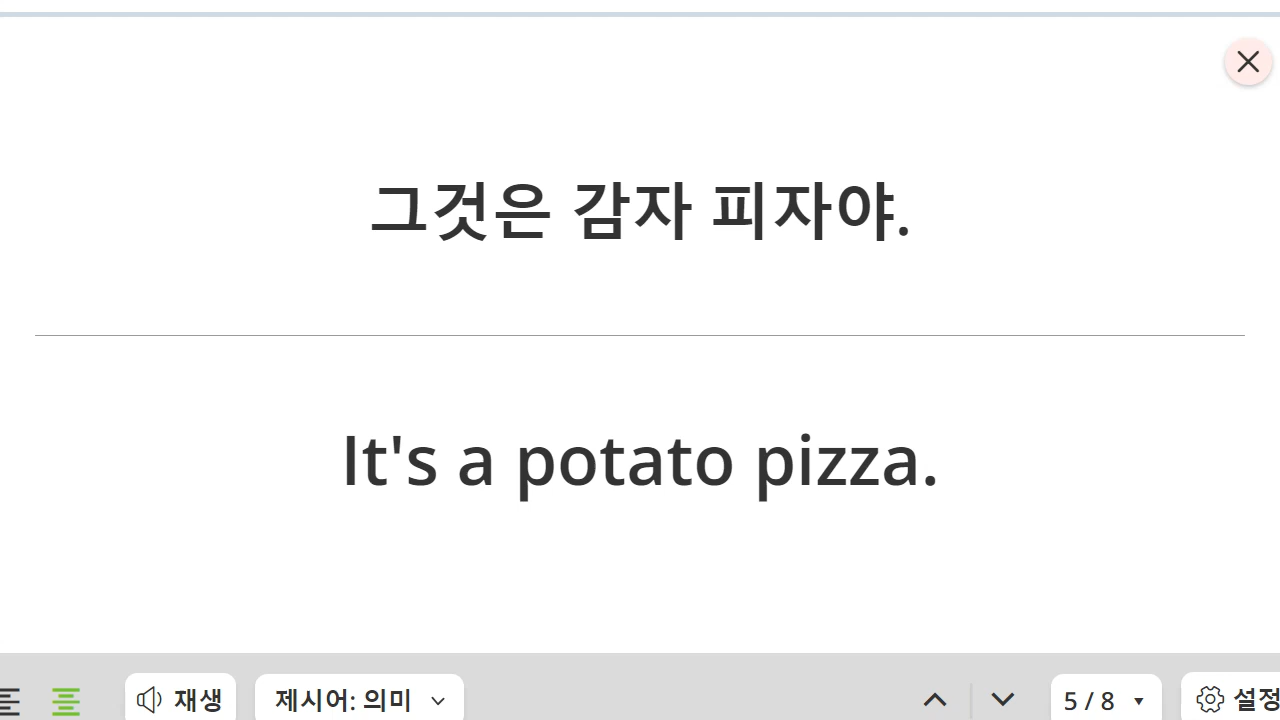 그것은 감자 피자야.
It's a potato pizza.
재생
제시어: 의미
5 / 8
설정